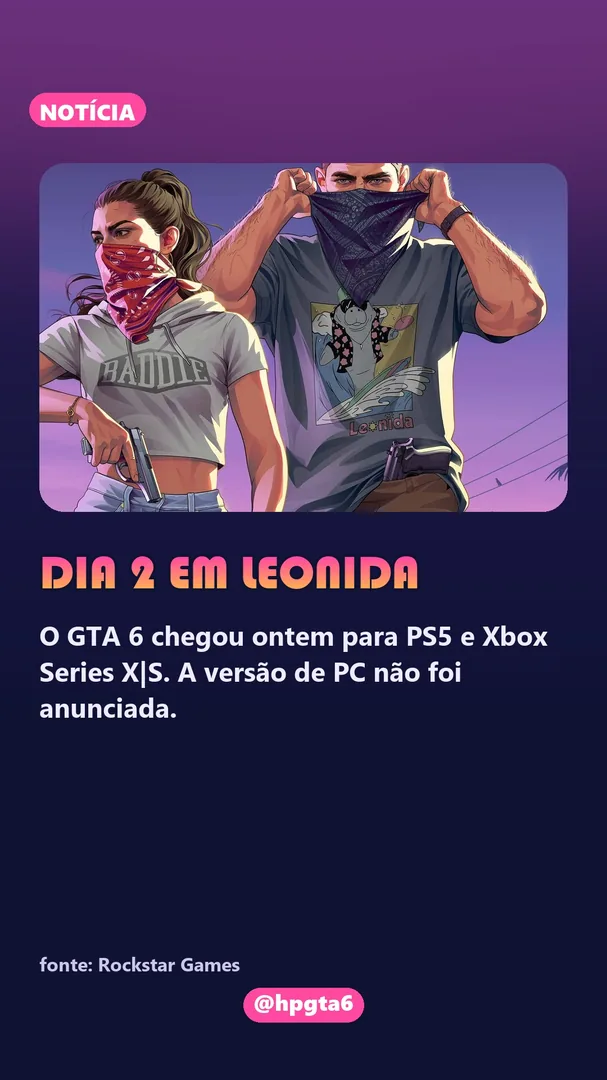 NOTÍCIA
BADDIE
Leonida
DIA 2 EM LEONIDA
O GTA 6 chegou ontem para PS5 e Xbox
Series X|S. A versão de PC não foi
anunciada.
fonte: Rockstar Games
@hpgta6